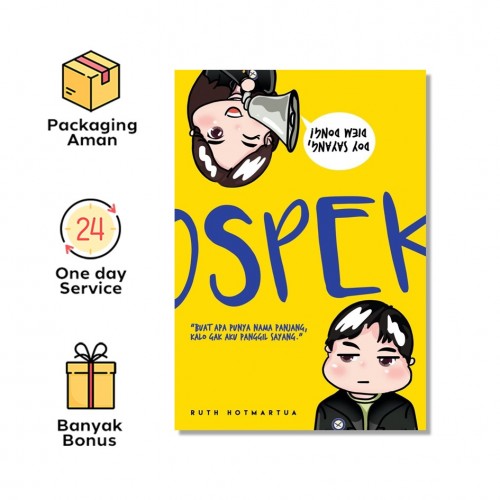 Packaging
Aman
24
One day
Service
Banyak
Bonus
DOY SAYANG,
DIEM DONG!
OSPEK
"BUAT APA PUNYA NAMA PANJANG,
KALO GAK AKU PANGGIL SAYANG."
RUTH HOTMARTUA